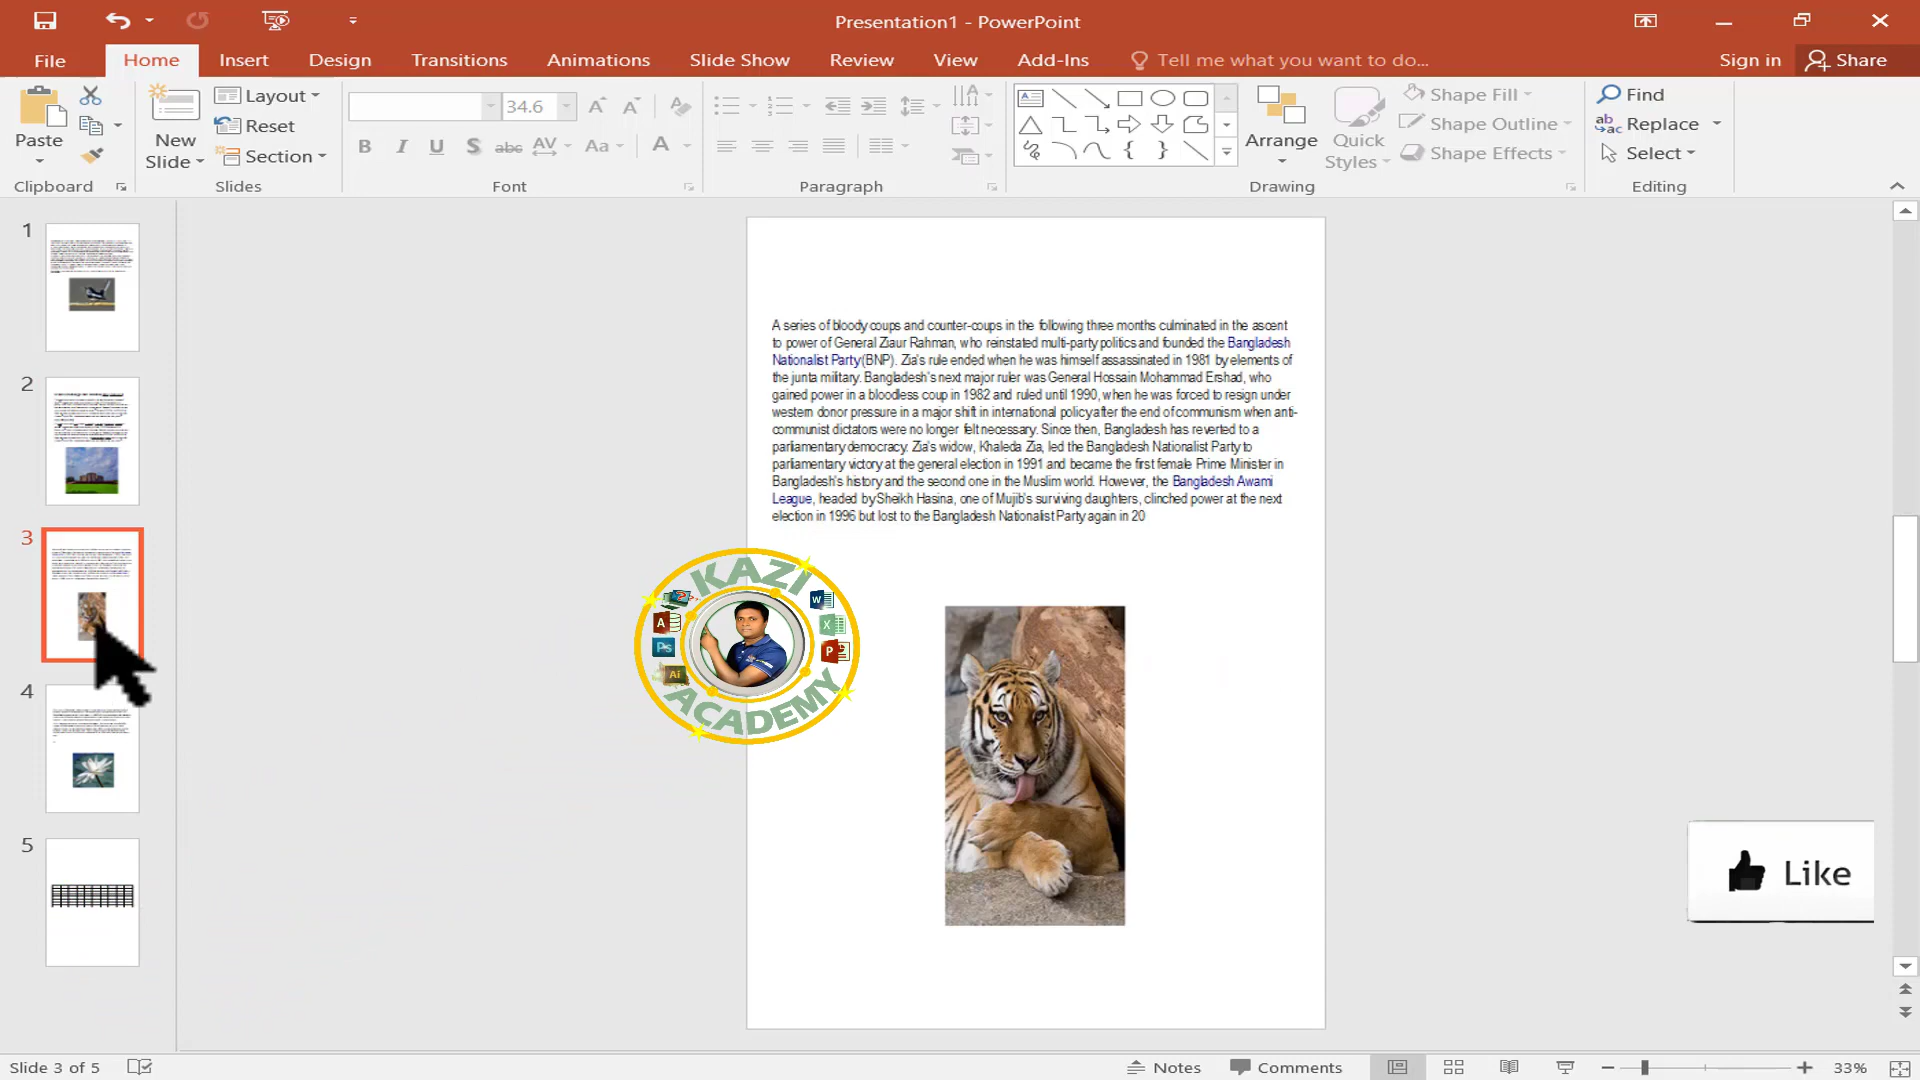 Presentation1 - PowerPoint
File
Home
Insert
Design
Transitions
Animations
Slide Show
Review
View
Add-Ins
Tell me what you want to do...
Sign in
Share
Paste
Clipboard
New
Slide
Layout
Reset
Section
Slides
34.6
Font
Paragraph
Arrange
Quick
Styles
Shape Fill
Shape Outline
Shape Effects
Drawing
Find
Replace
Select
Editing
1
2
3
4
5
A series of bloody coups and counter-coups in the following three months culminated in the ascent
to power of General Ziaur Rahman, who reinstated multi-party politics and founded the Bangladesh
Nationalist Party(BNP). Zia's rule ended when he was himself assassinated in 1981 by elements of
the junta military. Bangladesh's next major ruler was General Hossain Mohammad Ershad, who
gained power in a bloodless coup in 1982 and ruled until 1990, when he was forced to resign under
western donor pressure in a major shift in international policy after the end of communism when anti-
communist dictators were no longer felt necessary. Since then, Bangladesh has reverted to a
parliamentary democracy. Zia's widow, Khaleda Zia, led the Bangladesh Nationalist Party to
parliamentary victory at the general election in 1991 and became the first female Prime Minister in
Bangladesh's history and the second one in the Muslim world. However, the Bangladesh Awami
League, headed by Sheikh Hasina, one of Mujib's surviving daughters, clinched power at the next
election in 1996 but lost to the Bangladesh Nationalist Party again in 20
KAZI
ACADEMY
Like
Slide 3 of 5
Notes
Comments
33%